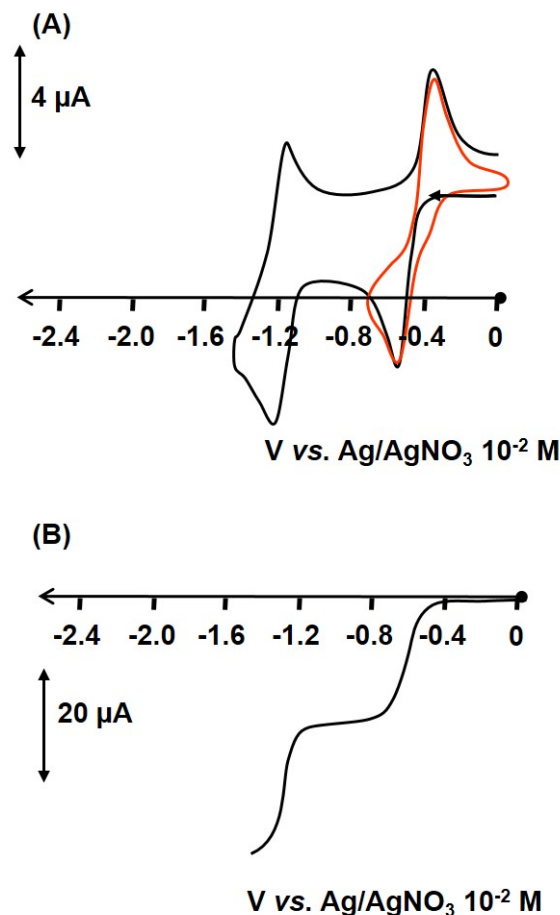 (A)
4 µA
-2.4 -2.0 -1.6 -1.2 -0.8 -0.4 0
V vs. Ag/AgNO₃ 10⁻² M
(B)
-2.4 -2.0 -1.6 -1.2 -0.8 -0.4 0
20 µA
V vs. Ag/AgNO₃ 10⁻² M